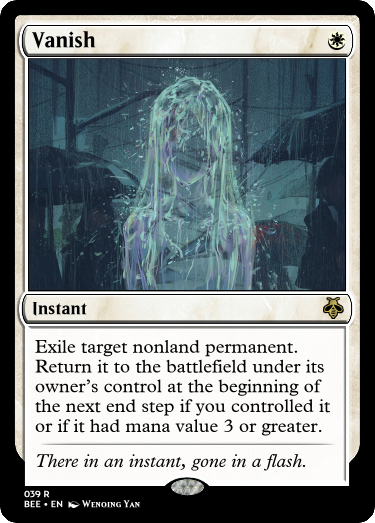 Vanish
Instant
Exile target nonland permanent.
Return it to the battlefield under its
owner's control at the beginning of
the next end step if you controlled it
or if it had mana value 3 or greater.
There in an instant, gone in a flash.
039 R
BEE • EN Wenqing Yan